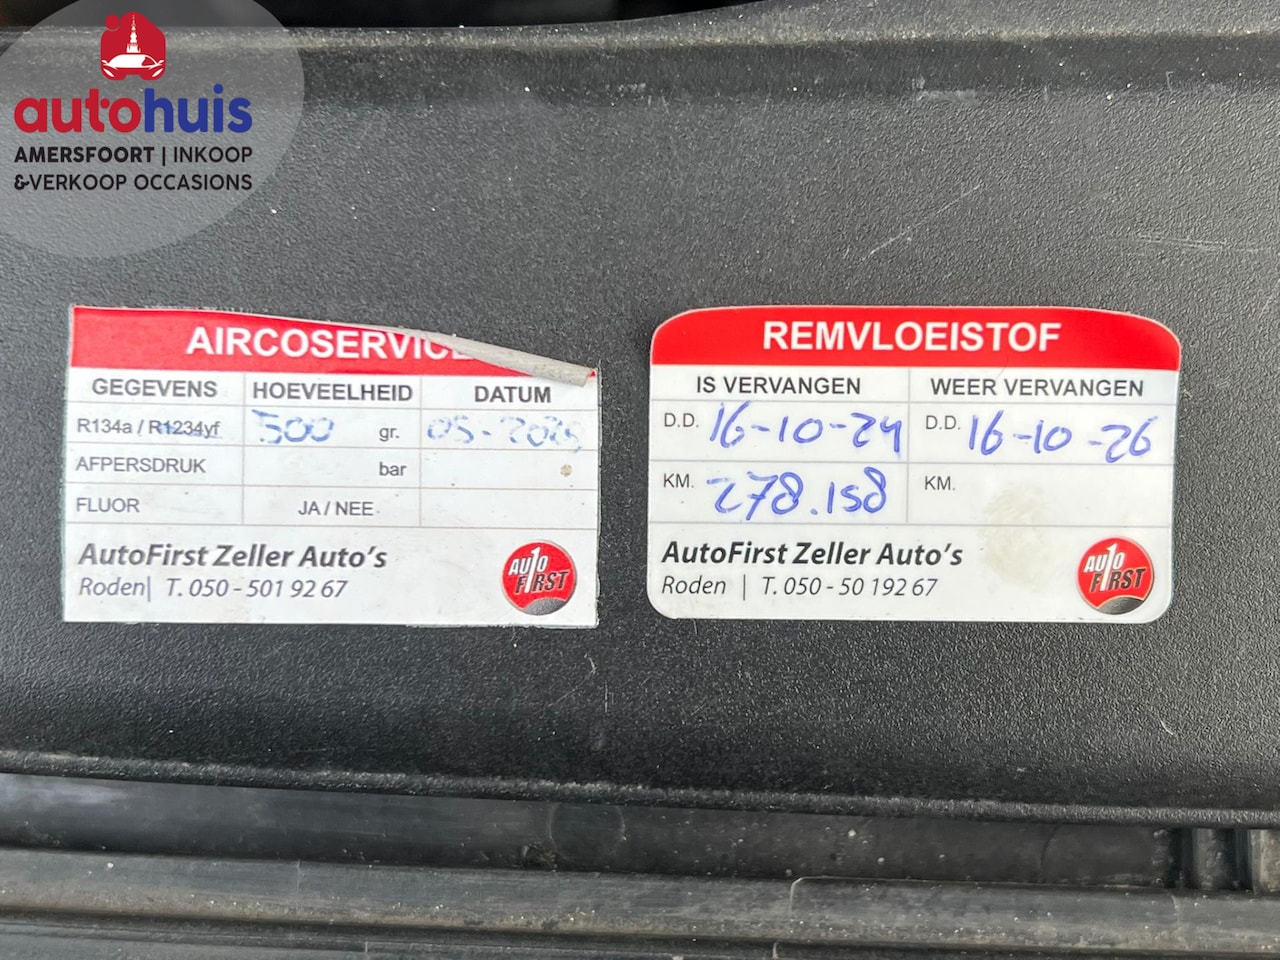 autohuis
AMERSFOORT | INKOOP
&VERKOOP OCCASIONS
AIRCOSERVICE
GEGEVENS HOEVEELHEID DATUM
R134a / R1234yf 500 gr. 05-2025
AFPERSDRUK bar
FLUOR JA / NEE
AutoFirst Zeller Auto's
Roden| T. 050 - 501 92 67
AUTO
F1RST
REMVLOEISTOF
IS VERVANGEN WEER VERVANGEN
D.D. 16-10-24 D.D. 16-10-26
KM. 278.158 KM.
AutoFirst Zeller Auto's
Roden | T. 050 - 50 192 67
AUTO
F1RST